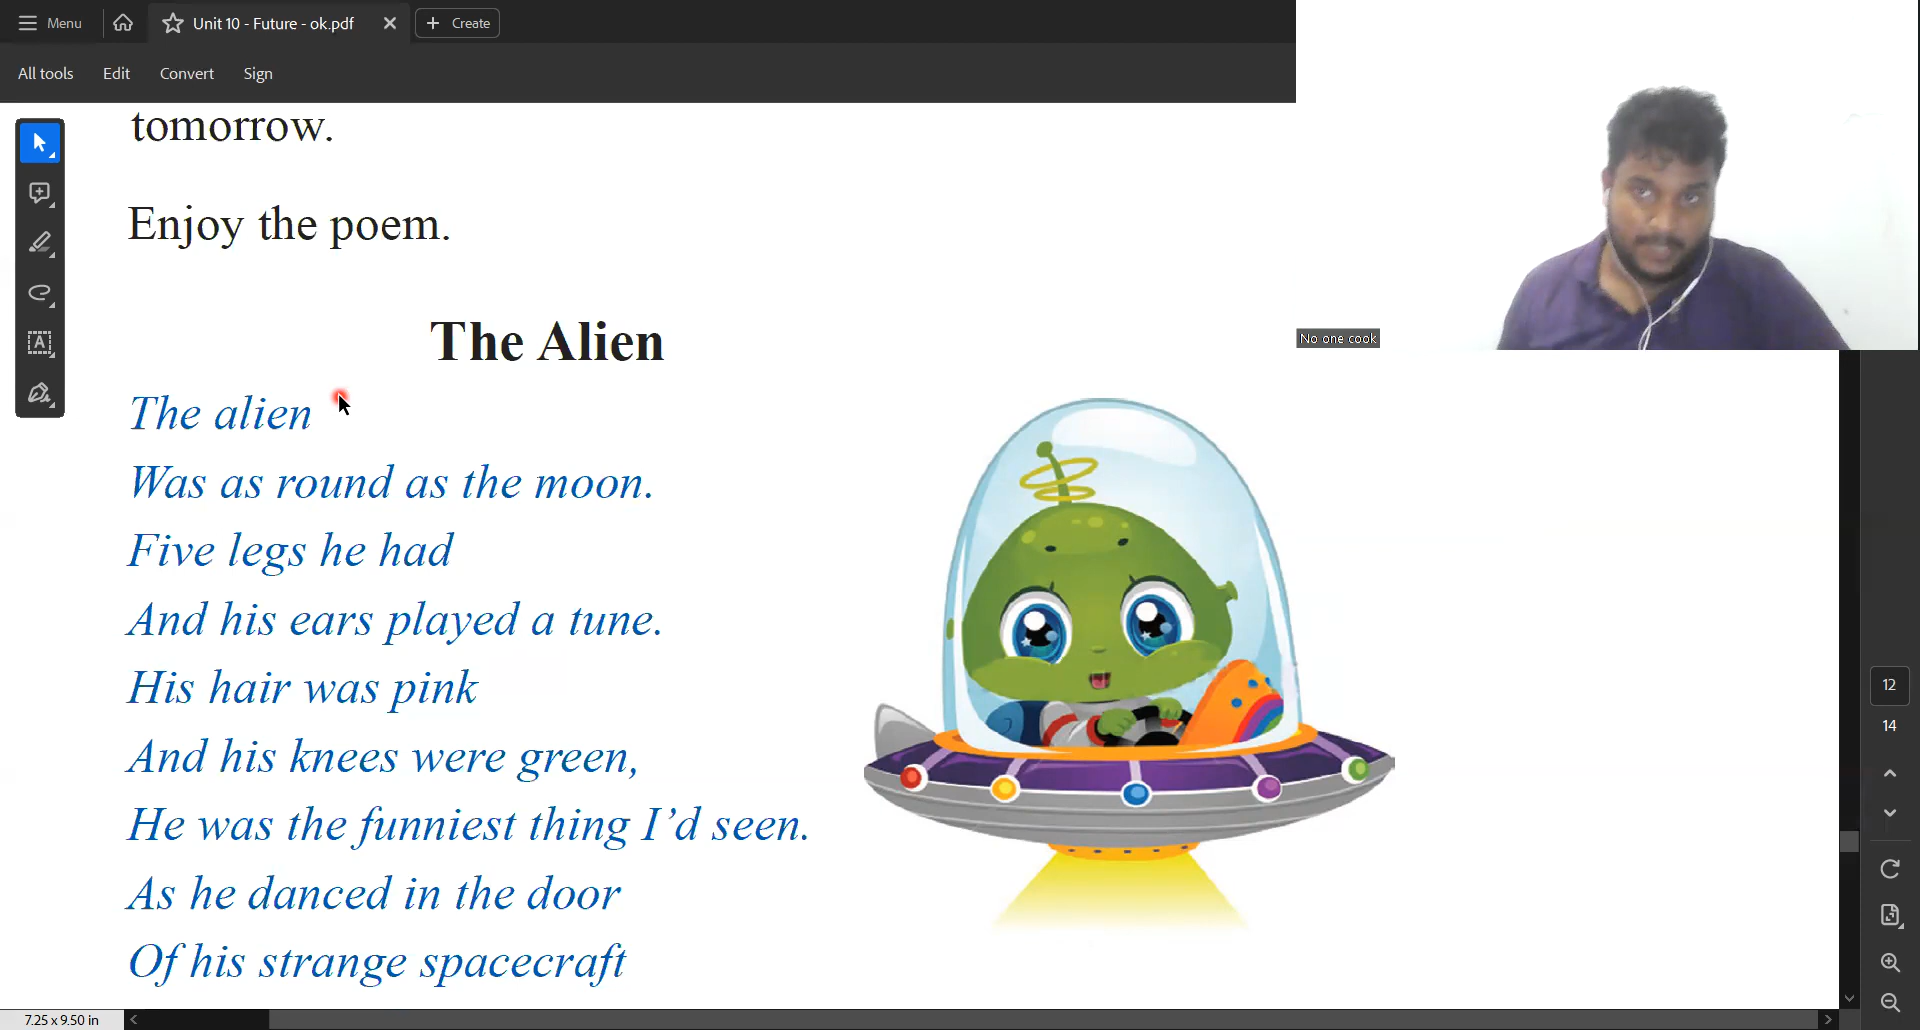 Menu
Unit 10 - Future - ok.pdf
Create
All tools
Edit
Convert
Sign
tomorrow.
Enjoy the poem.
No one cook
The Alien
The alien
Was as round as the moon.
Five legs he had
And his ears played a tune.
His hair was pink
And his knees were green,
He was the funniest thing I’d seen.
As he danced in the door
Of his strange spacecraft
12
14
7.25 x 9.50 in